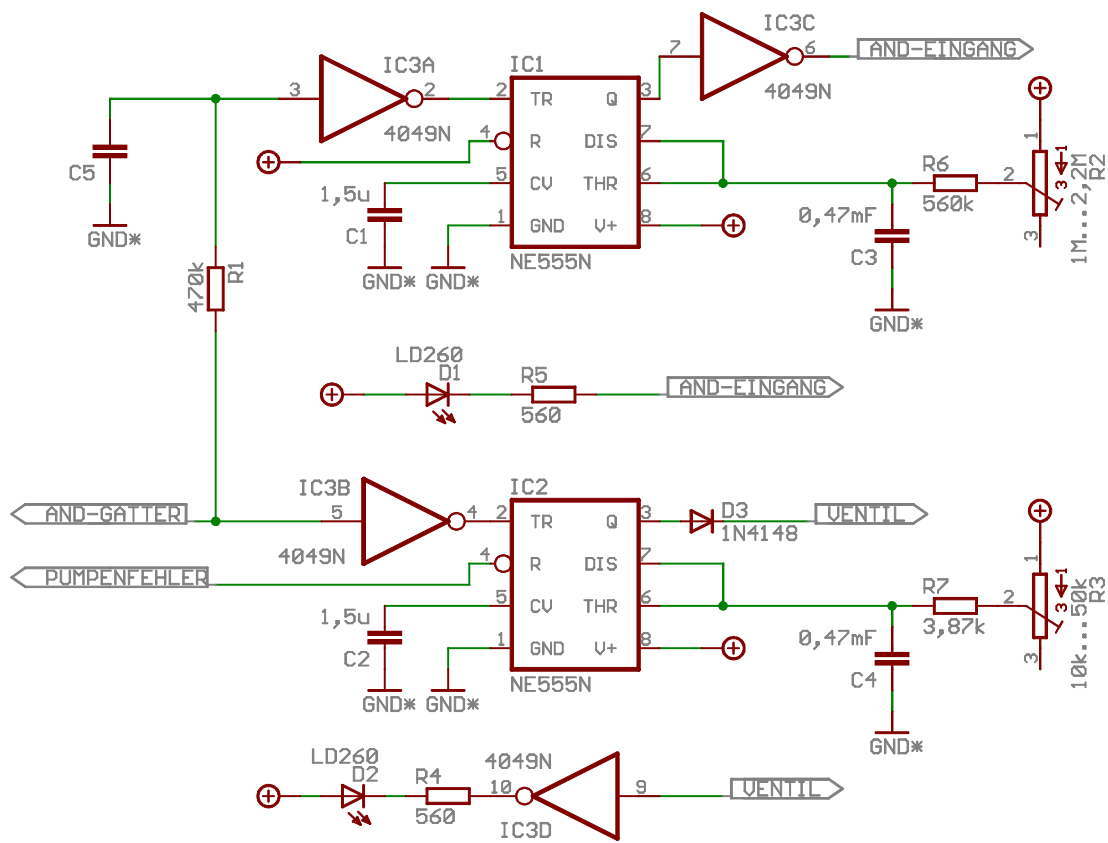 IC3C
7
6
AND-EINGANG
4049N
IC3A
3
2
4049N
IC1
2
TR
Q
3
4
R
DIS
7
5
CV
THR
6
1
GND
V+
8
NE555N
C5
GND*
1,5u
C1
GND*
GND*
0,47mF
C3
GND*
R6
560k
1
2
3
1
3
1M...2,2M
R2
470k
R1
LD260
D1
R5
560
AND-EINGANG
AND-GATTER
PUMPENFEHLER
IC3B
5
4
4049N
IC2
2
TR
Q
3
4
R
DIS
7
5
CV
THR
6
1
GND
V+
8
NE555N
D3
1N4148
VENTIL
1,5u
C2
GND*
GND*
0,47mF
C4
GND*
R7
3,87k
1
2
3
1
3
10k...50k
R3
LD260
D2
R4
560
4049N
10
9
IC3D
VENTIL